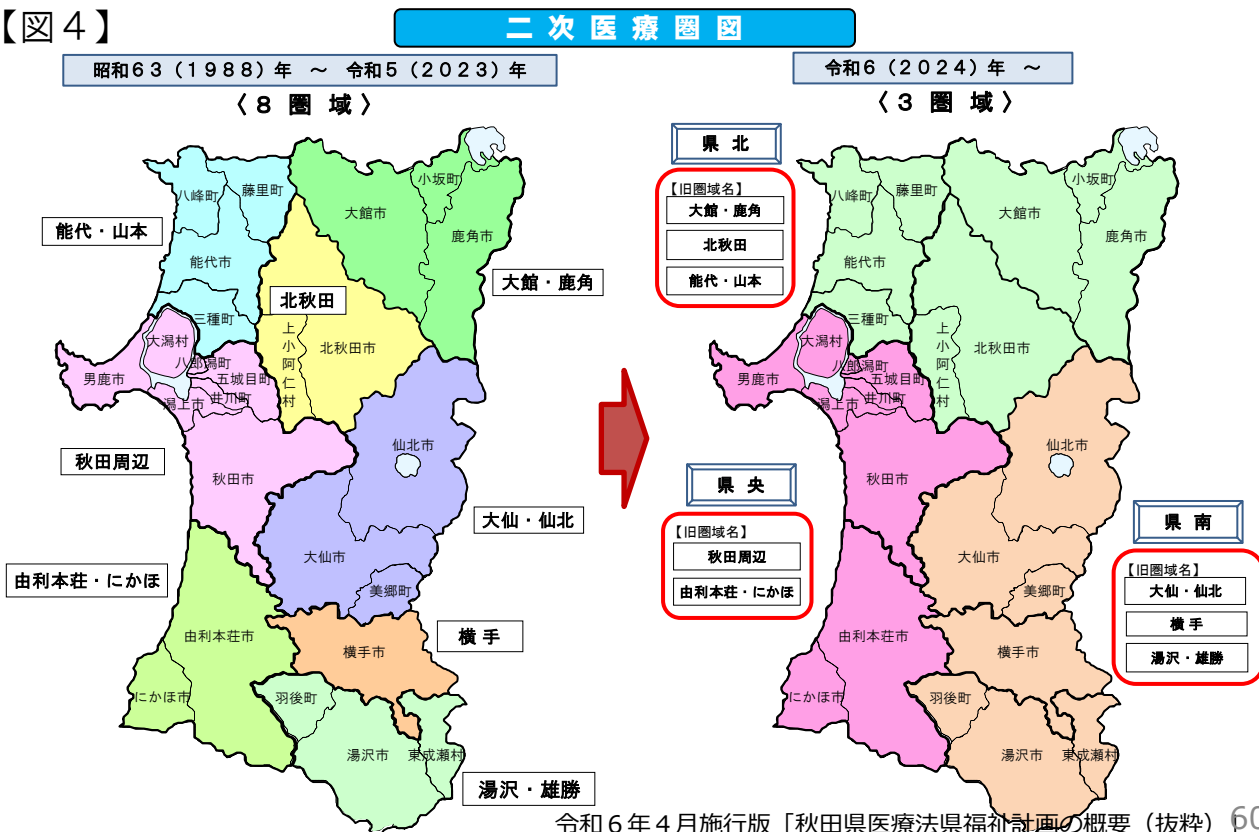 【図４】
二次医療圏図
昭和６３（１９８８）年 ～ 令和５（２０２３）年
〈８圏域〉
八峰町
藤里町
小坂町
大館市
鹿角市
能代・山本
能代市
大館・鹿角
北秋田
三種町
上小阿仁村
北秋田市
大潟村
八郎潟町
男鹿市
五城目町
井川町
潟上市
仙北市
秋田周辺
秋田市
大仙・仙北
大仙市
由利本荘・にかほ
美郷町
由利本荘市
横手
横手市
にかほ市
羽後町
湯沢市
東成瀬村
湯沢・雄勝
令和６（２０２４）年 ～
〈３圏域〉
県北
【旧圏域名】
大館・鹿角
北秋田
能代・山本
八峰町
藤里町
小坂町
大館市
鹿角市
能代市
三種町
上小阿仁村
北秋田市
大潟村
八郎潟町
男鹿市
五城目町
井川町
潟上市
仙北市
秋田市
県央
【旧圏域名】
秋田周辺
由利本荘・にかほ
県南
【旧圏域名】
大仙・仙北
横手
湯沢・雄勝
大仙市
美郷町
由利本荘市
横手市
にかほ市
羽後町
湯沢市
東成瀬村
令和６年４月施行版「秋田県医療法県福祉計画の概要（抜粋）」
60